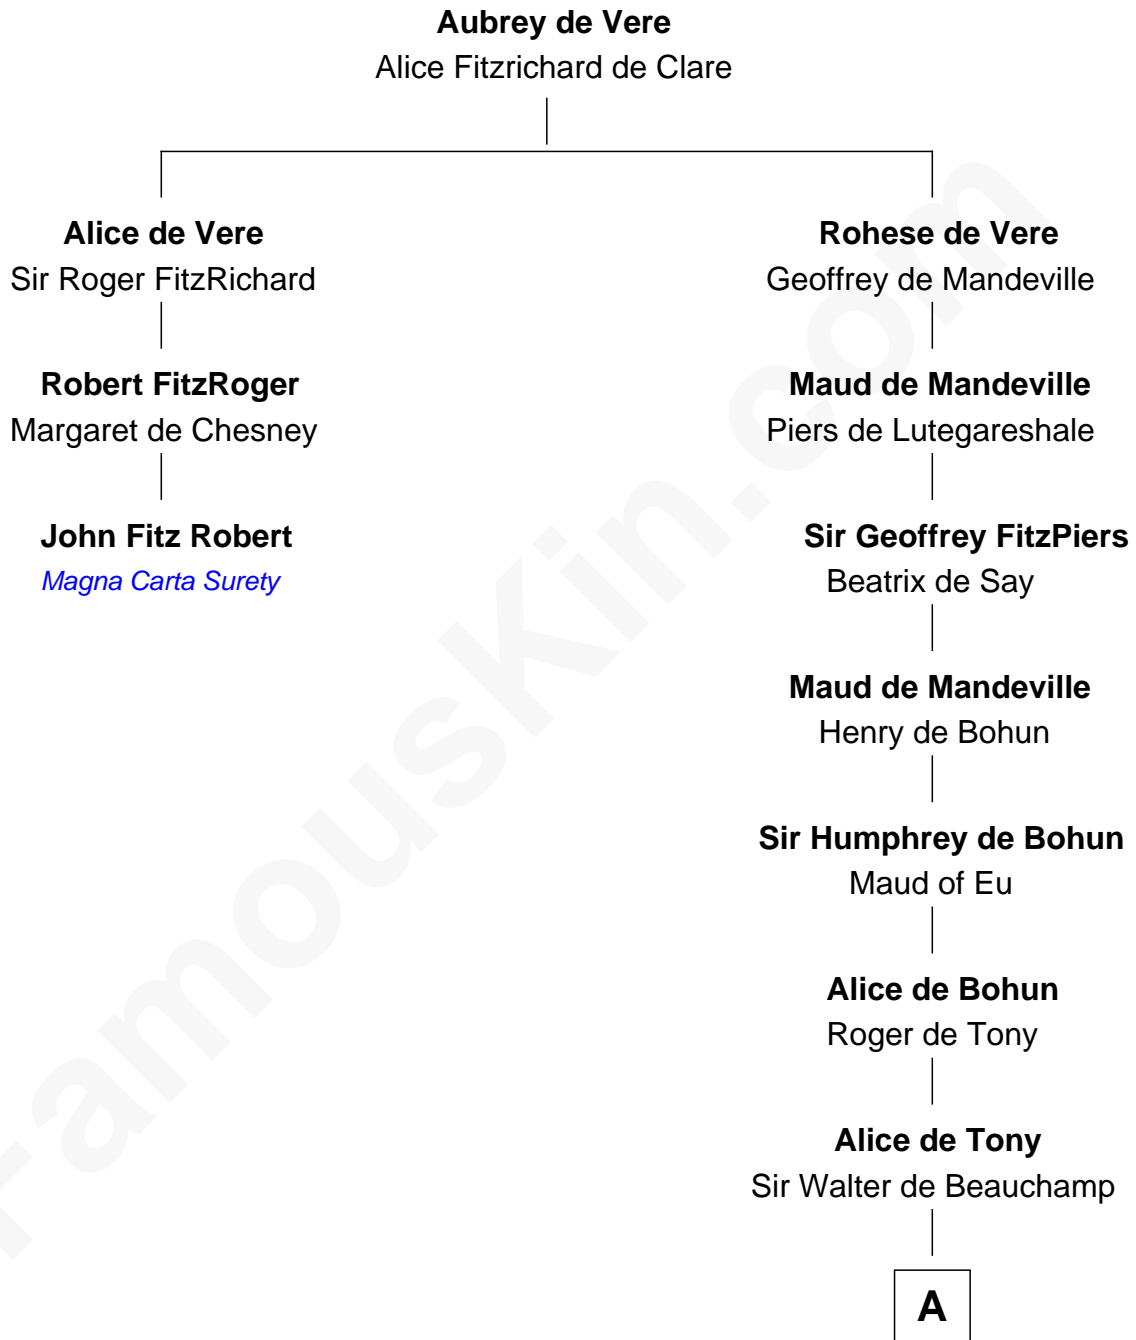 Aubrey de Vere
Alice Fitzrichard de Clare
Alice de Vere
Sir Roger FitzRichard
Rohese de Vere
Geoffrey de Mandeville
Robert FitzRoger
Margaret de Chesney
Maud de Mandeville
Piers de Lutegareshale
John Fitz Robert
Magna Carta Surety
Sir Geoffrey FitzPiers
Beatrix de Say
Maud de Mandeville
Henry de Bohun
Sir Humphrey de Bohun
Maud of Eu
Alice de Bohun
Roger de Tony
Alice de Tony
Sir Walter de Beauchamp
A
FamousKin.com